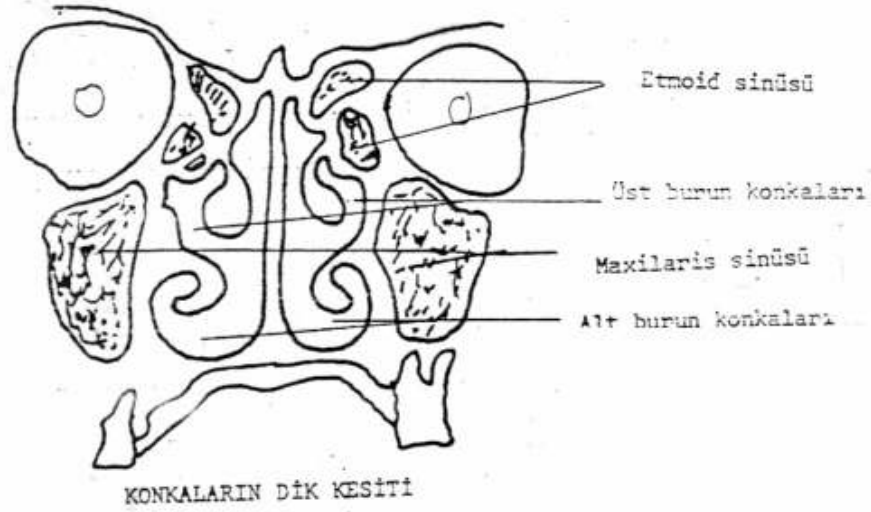 Etmoid sinüsü
Üst burun konkaları
Maxilaris sinüsü
Alt burun konkaları
KONKALARIN DİK KESİTİ